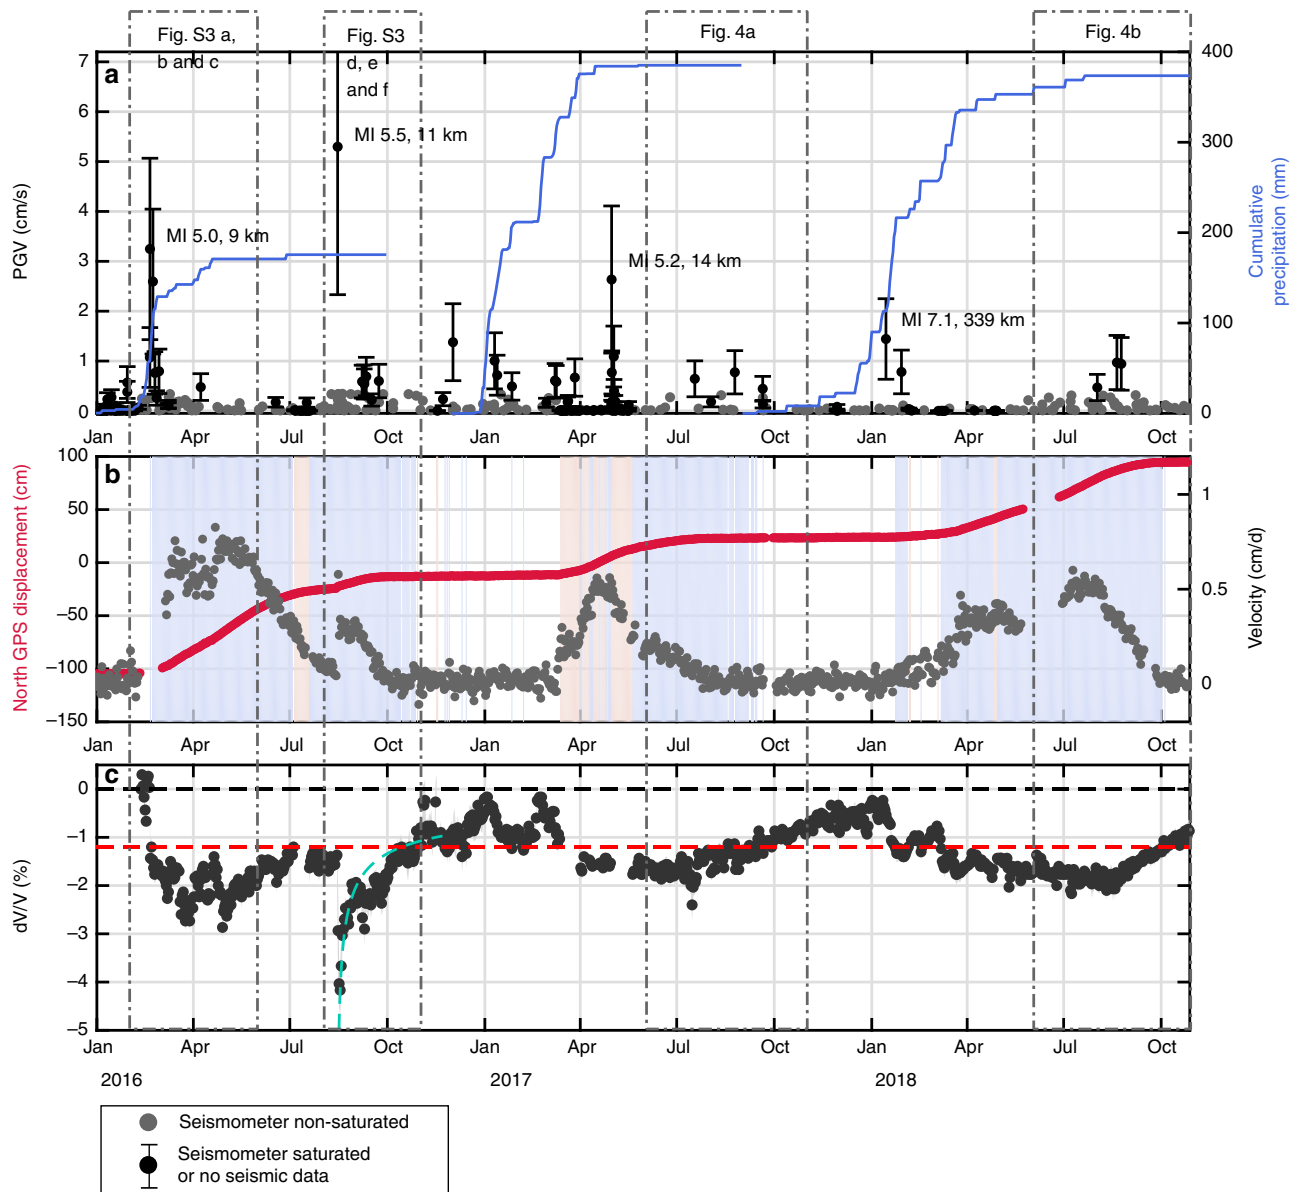 Fig. S3 a,
b and c
Fig. S3
d, e
and f
Fig. 4a
Fig. 4b
a
7
6
5
4
3
2
1
0
PGV (cm/s)
400
300
200
100
0
Cumulative
precipitation (mm)
MI 5.0, 9 km
MI 5.5, 11 km
MI 5.2, 14 km
MI 7.1, 339 km
Jan Apr Jul Oct Jan Apr Jul Oct Jan Apr Jul Oct
b
100
50
0
−50
−100
−150
North GPS displacement (cm)
1
0.5
0
Velocity (cm/d)
Jan Apr Jul Oct Jan Apr Jul Oct Jan Apr Jul Oct
c
0
−1
−2
−3
−4
−5
dV/V (%)
Jan Apr Jul Oct Jan Apr Jul Oct Jan Apr Jul Oct
2016 2017 2018
Seismometer non-saturated
Seismometer saturated
or no seismic data